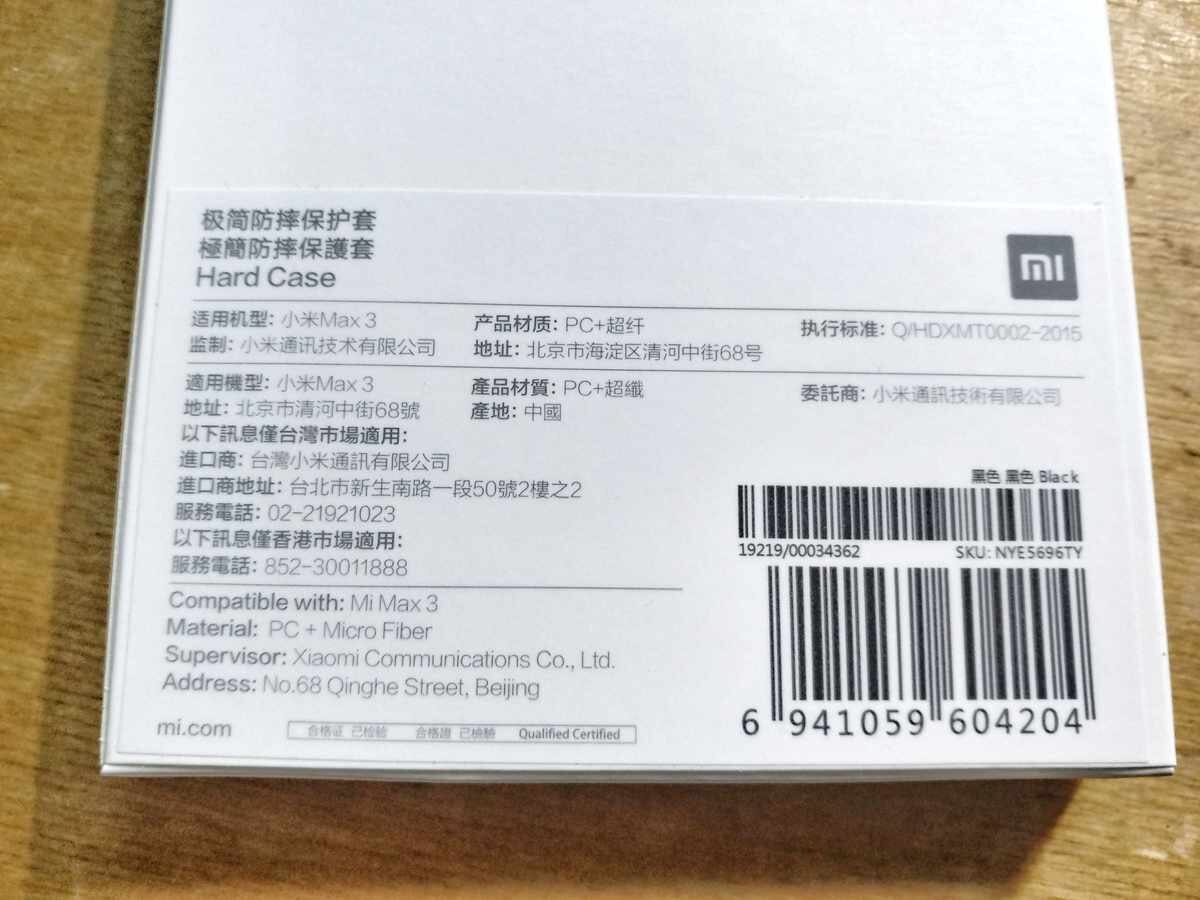 极简防摔保护套
極簡防摔保護套
Hard Case
mi
适用机型: 小米Max 3 产品材质: PC+超纤 执行标准: Q/HDXMT0002-2015
监制: 小米通讯技术有限公司 地址: 北京市海淀区清河中街68号
適用機型: 小米Max 3 產品材質: PC+超纖 委託商: 小米通訊技術有限公司
地址: 北京市清河中街68號 產地: 中國
以下訊息僅台灣市場適用:
進口商: 台灣小米通訊有限公司
進口商地址: 台北市新生南路一段50號2樓之2
服務電話: 02-21921023
以下訊息僅香港市場適用:
服務電話: 852-30011888
Compatible with: Mi Max 3
Material: PC + Micro Fiber
Supervisor: Xiaomi Communications Co., Ltd.
Address: No.68 Qinghe Street, Beijing
mi.com 合格证 已检验 合格證 已檢驗 Qualified Certified
黑色 黑色 Black
19219/00034362 SKU: NYE5696TY
6 941059 604204